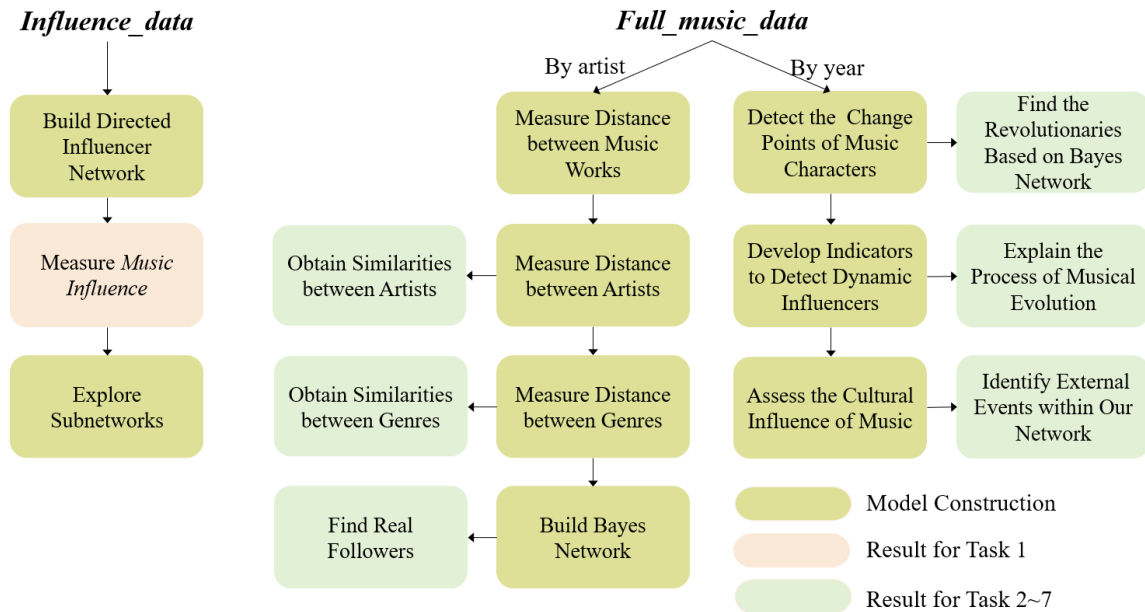 Influence_data
Build Directed
Influencer
Network
Measure Music
Influence
Explore
Subnetworks
Full_music_data
By artist
By year
Measure Distance
between Music
Works
Obtain Similarities
between Artists
Measure Distance
between Artists
Obtain Similarities
between Genres
Measure Distance
between Genres
Find Real
Followers
Build Bayes
Network
Detect the Change
Points of Music
Characters
Find the
Revolutionaries
Based on Bayes
Network
Develop Indicators
to Detect Dynamic
Influencers
Explain the
Process of Musical
Evolution
Assess the Cultural
Influence of Music
Identify External
Events within Our
Network
Model Construction
Result for Task 1
Result for Task 2~7